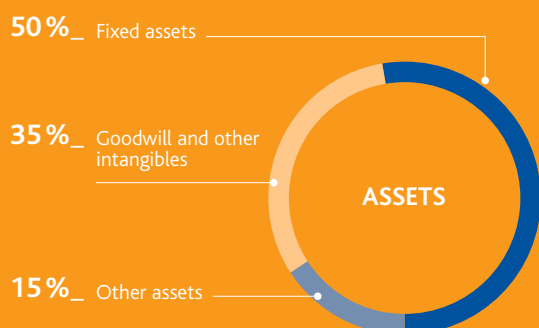 50 %_ Fixed assets
35 %_ Goodwill and other
intangibles
ASSETS
15 %_ Other assets